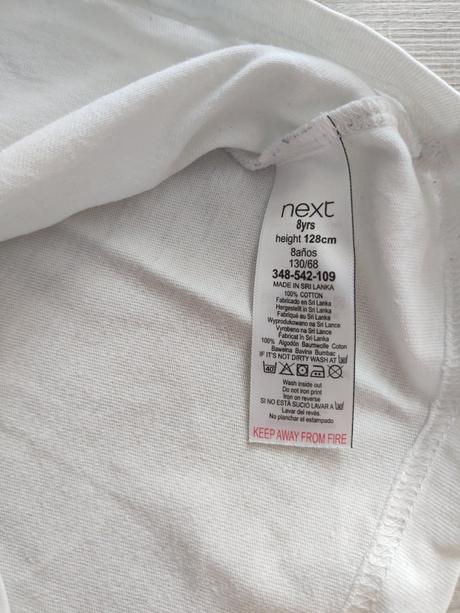 next
8yrs
height 128cm
8años
130/68
348-542-109
MADE IN SRI LANKA
100% COTTON
Fabricado en Sri Lanka
Hergestellt in Sri Lanka
Fabriqué au Sri Lanka
Wyprodukowano na Sri Lance
Vyrobeno na Sri Lance
Fabricat în Sri Lanka
100% Algodón Baumwolle Coton
Bawełna Bavlna Bumbac
IF IT'S NOT DIRTY WASH AT
40
Wash inside out
Do not iron print
Iron on reverse
SI NO ESTÁ SUCIO LAVAR A
Lavar del revés
No planchar el estampado
KEEP AWAY FROM FIRE